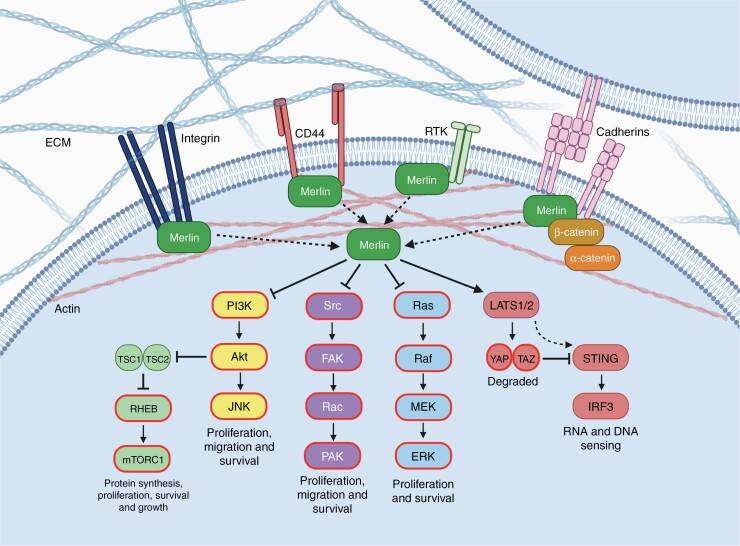 ECM
Integrin
CD44
RTK
Cadherins
Merlin
Merlin
Merlin
Merlin
Merlin
β-catenin
α-catenin
Actin
PI3K
Src
Ras
LATS1/2
TSC1
TSC2
Akt
FAK
Raf
YAP
TAZ
STING
Degraded
RHEB
JNK
Rac
MEK
IRF3
Proliferation,
migration and
survival
RNA and DNA
sensing
mTORC1
PAK
ERK
Protein synthesis,
proliferation, survival
and growth
Proliferation,
migration and
survival
Proliferation
and survival